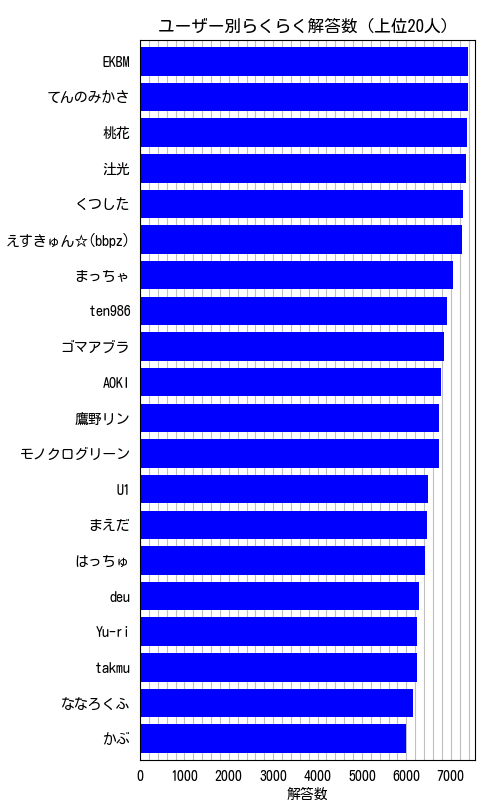 ユーザー別らくらく解答数（上位20人）
EKBM
てんのみかさ
桃花
迬光
くつした
えすきゅん☆(bbpz)
まっちゃ
ten986
ゴマアブラ
AOKI
鷹野リン
モノクログリーン
U1
まえだ
はっちゅ
deu
Yu-ri
takmu
ななろくふ
かぶ
0 1000 2000 3000 4000 5000 6000 7000
解答数